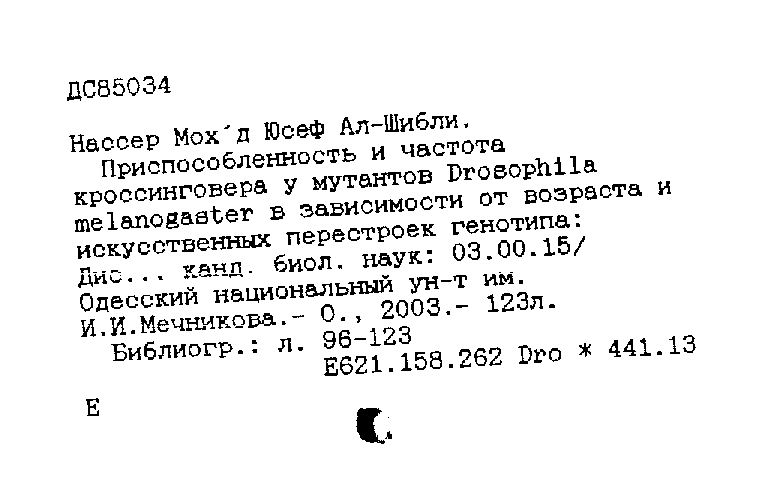 ДС85034
Нассер Мох´д Юсеф Ал-Шибли.
Приспособленность и частота
кроссинговера у мутантов Drosophila
melanogaster в зависимости от возраста и
искусственных перестроек генотипа:
Дис... канд. биол. наук: 03.00.15/
Одесский национальный ун-т им.
И.И.Мечникова.- О., 2003.- 123л.
Библиогр.: л. 96-123
Е621.158.262 Dro * 441.13
Е